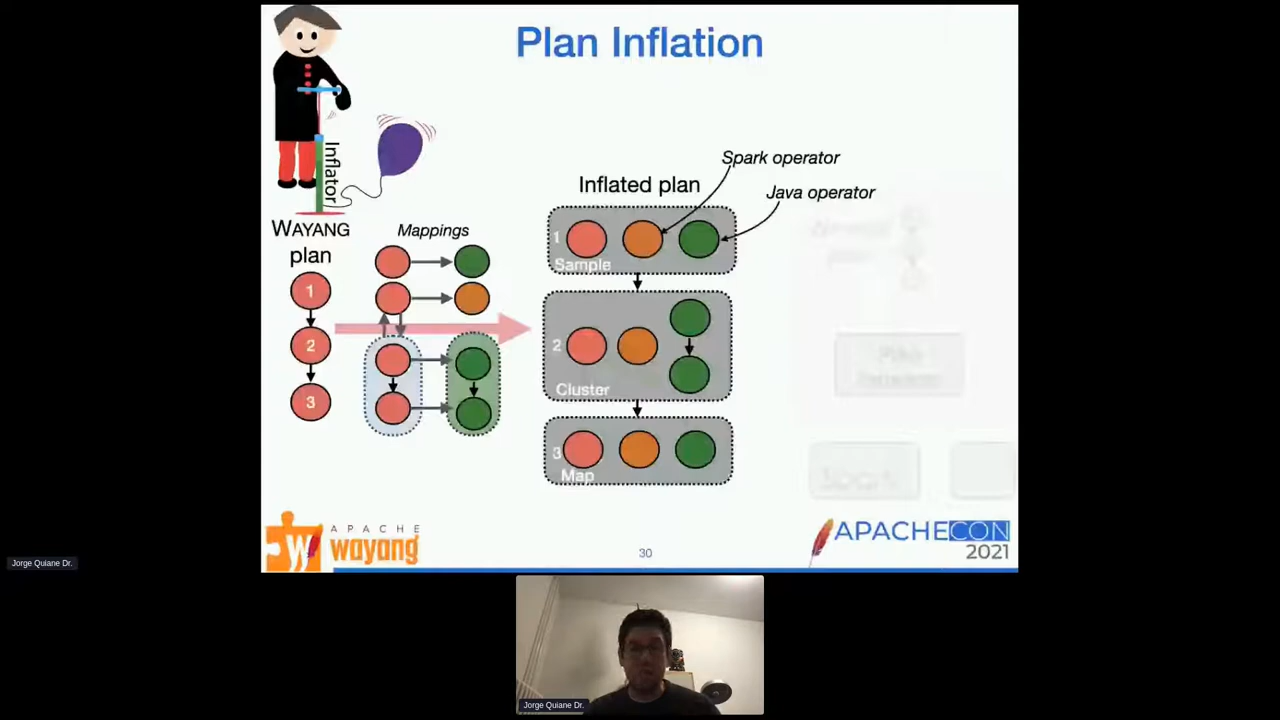 Plan Inflation
Inflator
WAYANG
plan
1
2
3
Mappings
Inflated plan
Spark operator
Java operator
1
Sample
2
Cluster
3
Map
APACHE
wayang
30
APACHECON
2021
Jorge Quiane Dr.
Jorge Quiane Dr.